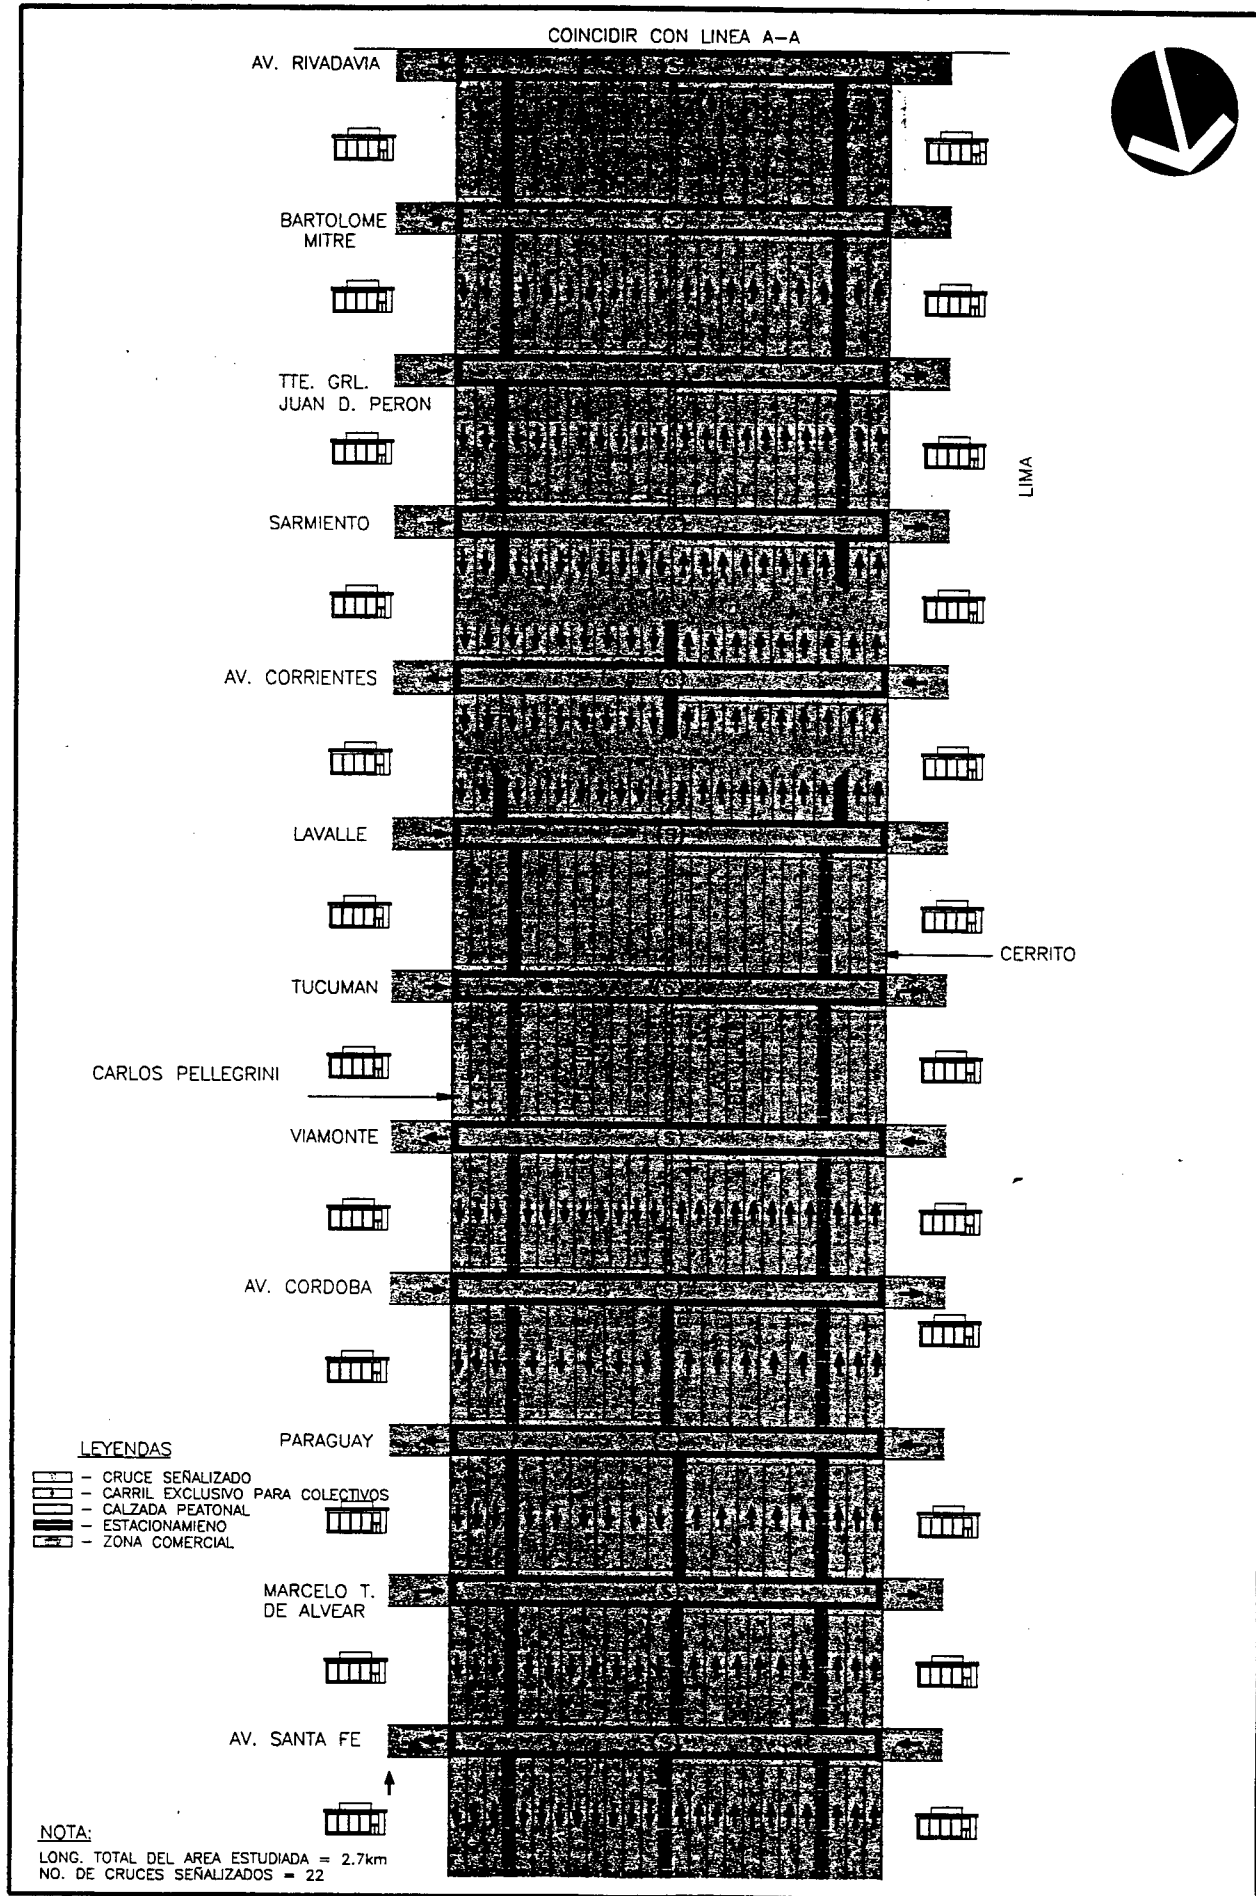 COINCIDIR CON LINEA A-A
AV. RIVADAVIA
BARTOLOME
MITRE
TTE. GRL.
JUAN D. PERON
LIMA
SARMIENTO
AV. CORRIENTES
(S)
LAVALLE
CERRITO
TUCUMAN
CARLOS PELLEGRINI
VIAMONTE
(S)
AV. CORDOBA
PARAGUAY
LEYENDAS
- CRUCE SEÑALIZADO
- CARRIL EXCLUSIVO PARA COLECTIVOS
- CALZADA PEATONAL
- ESTACIONAMIENO
- ZONA COMERCIAL
MARCELO T.
DE ALVEAR
AV. SANTA FE
(S)
NOTA:
LONG. TOTAL DEL AREA ESTUDIADA = 2.7km
NO. DE CRUCES SEÑALIZADOS = 22